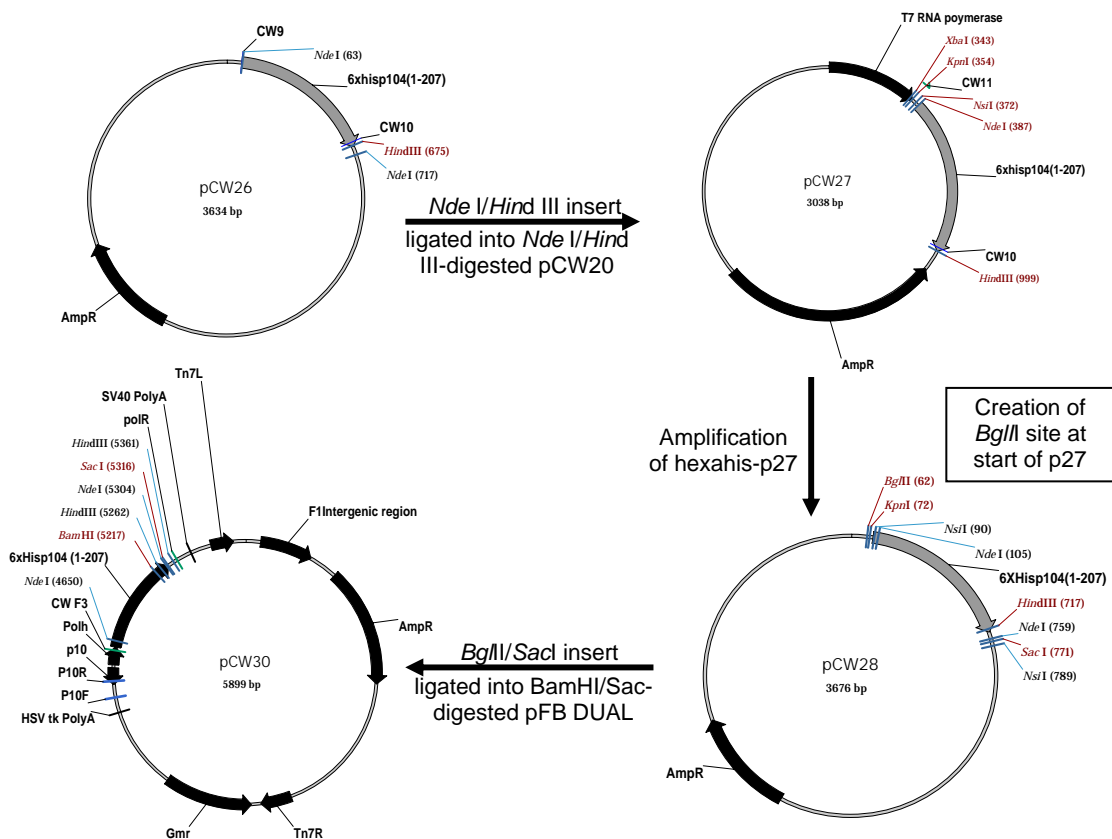 CW9
NdeI (63)
6xhisp104(1-207)
CW10
HindIII (675)
NdeI (717)
pCW26
3634 bp
AmpR
Nde I/Hind III insert
ligated into Nde I/Hind
III-digested pCW20
T7 RNA poymerase
XbaI (343)
KpnI (354)
CW11
NsiI (372)
NdeI (387)
6xhisp104(1-207)
pCW27
3038 bp
CW10
HindIII (999)
AmpR
Amplification
of hexahis-p27
Creation of
BglII site at
start of p27
BglII (62)
KpnI (72)
NsiI (90)
NdeI (105)
6XHisp104(1-207)
HindIII (717)
NdeI (759)
SacI (771)
NsiI (789)
pCW28
3676 bp
AmpR
BglII/SacI insert
ligated into BamHI/Sac-
digested pFB DUAL
Tn7L
SV40 PolyA
polR
HindIII (5361)
SacI (5316)
NdeI (5304)
HindIII (5262)
BamHI (5217)
6xHisp104 (1-207)
NdeI (4650)
CW F3
Polh
p10
P10R
P10F
HSV tk PolyA
F1Intergenic region
AmpR
pCW30
5899 bp
Gmr
Tn7R